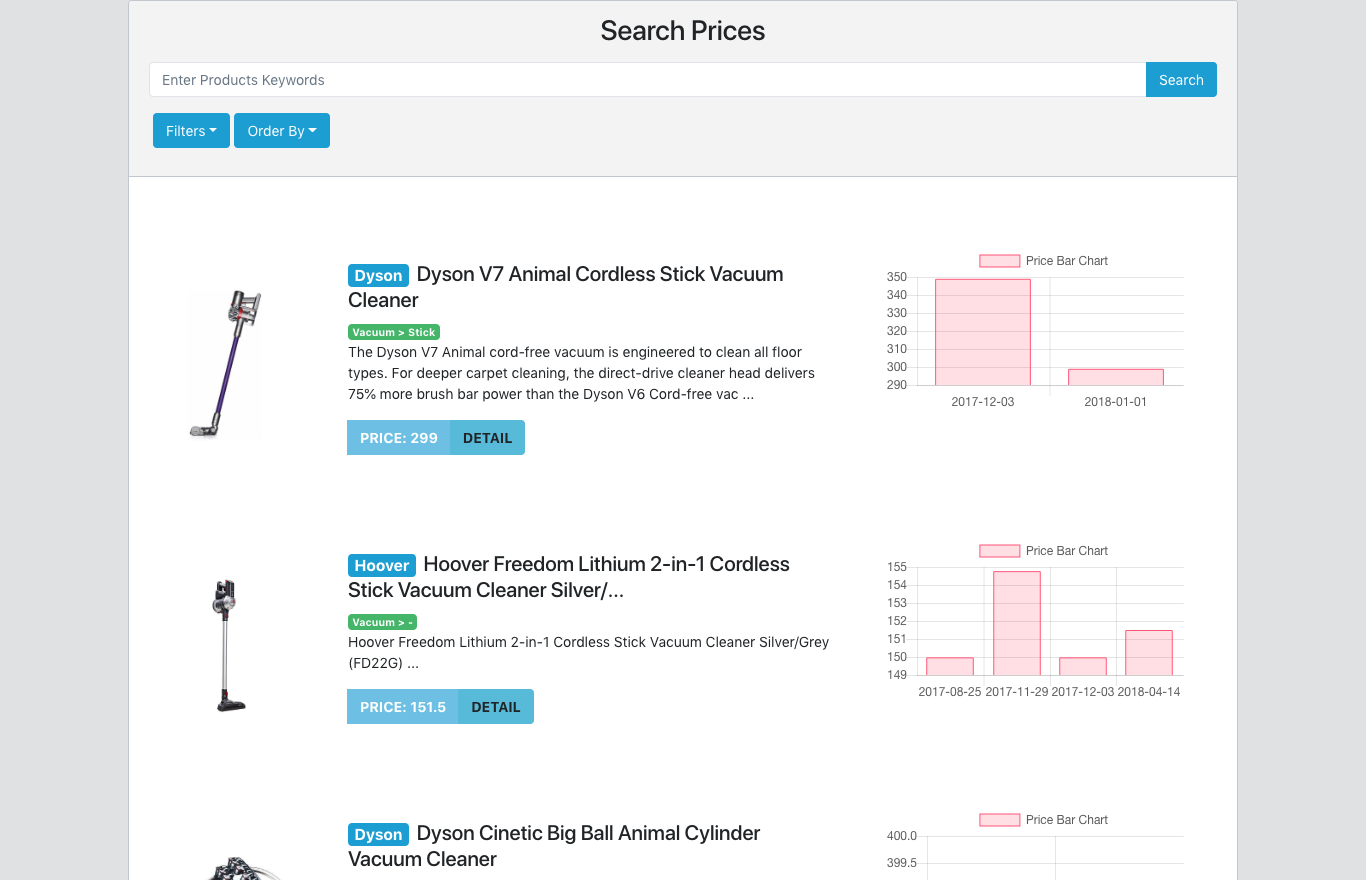 Search Prices
Enter Products Keywords
Search
Filters
Order By
Dyson Dyson V7 Animal Cordless Stick Vacuum
Cleaner
Vacuum > Stick
The Dyson V7 Animal cord-free vacuum is engineered to clean all floor
types. For deeper carpet cleaning, the direct-drive cleaner head delivers
75% more brush bar power than the Dyson V6 Cord-free vac ...
PRICE: 299 DETAIL
Price Bar Chart
350
340
330
320
310
300
290
2017-12-03 2018-01-01
Hoover Hoover Freedom Lithium 2-in-1 Cordless
Stick Vacuum Cleaner Silver/...
Vacuum > -
Hoover Freedom Lithium 2-in-1 Cordless Stick Vacuum Cleaner Silver/Grey
(FD22G) ...
PRICE: 151.5 DETAIL
Price Bar Chart
155
154
153
152
151
150
149
2017-08-25 2017-11-29 2017-12-03 2018-04-14
Dyson Dyson Cinetic Big Ball Animal Cylinder
Vacuum Cleaner
Price Bar Chart
400.0
399.5